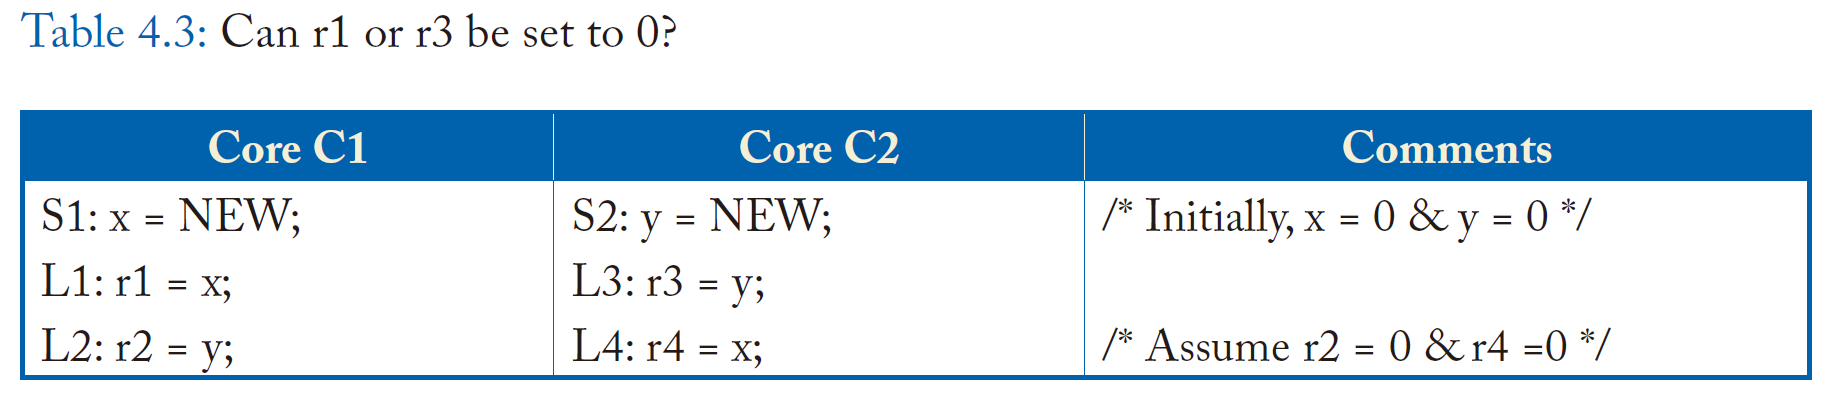 Table 4.3: Can r1 or r3 be set to 0?
Core C1 Core C2 Comments
S1: x = NEW; S2: y = NEW; /* Initially, x = 0 & y = 0 */
L1: r1 = x; L3: r3 = y;
L2: r2 = y; L4: r4 = x; /* Assume r2 = 0 & r4 =0 */